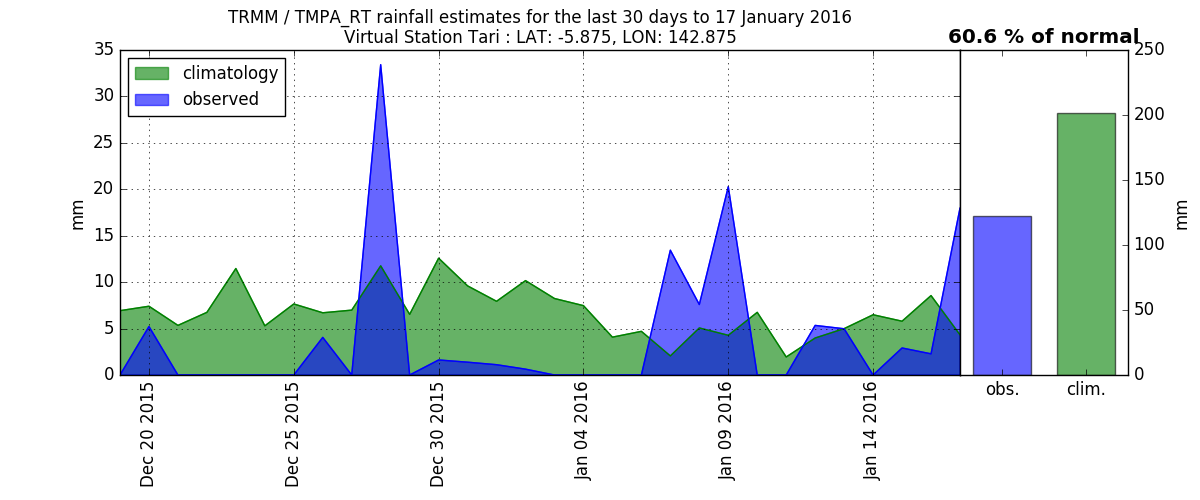 TRMM / TMPA_RT rainfall estimates for the last 30 days to 17 January 2016
Virtual Station Tari : LAT: -5.875, LON: 142.875
60.6 % of normal
climatology
observed
mm
35
30
25
20
15
10
5
0
Dec 20 2015
Dec 25 2015
Dec 30 2015
Jan 04 2016
Jan 09 2016
Jan 14 2016
obs.
clim.
250
200
150
100
50
0
mm